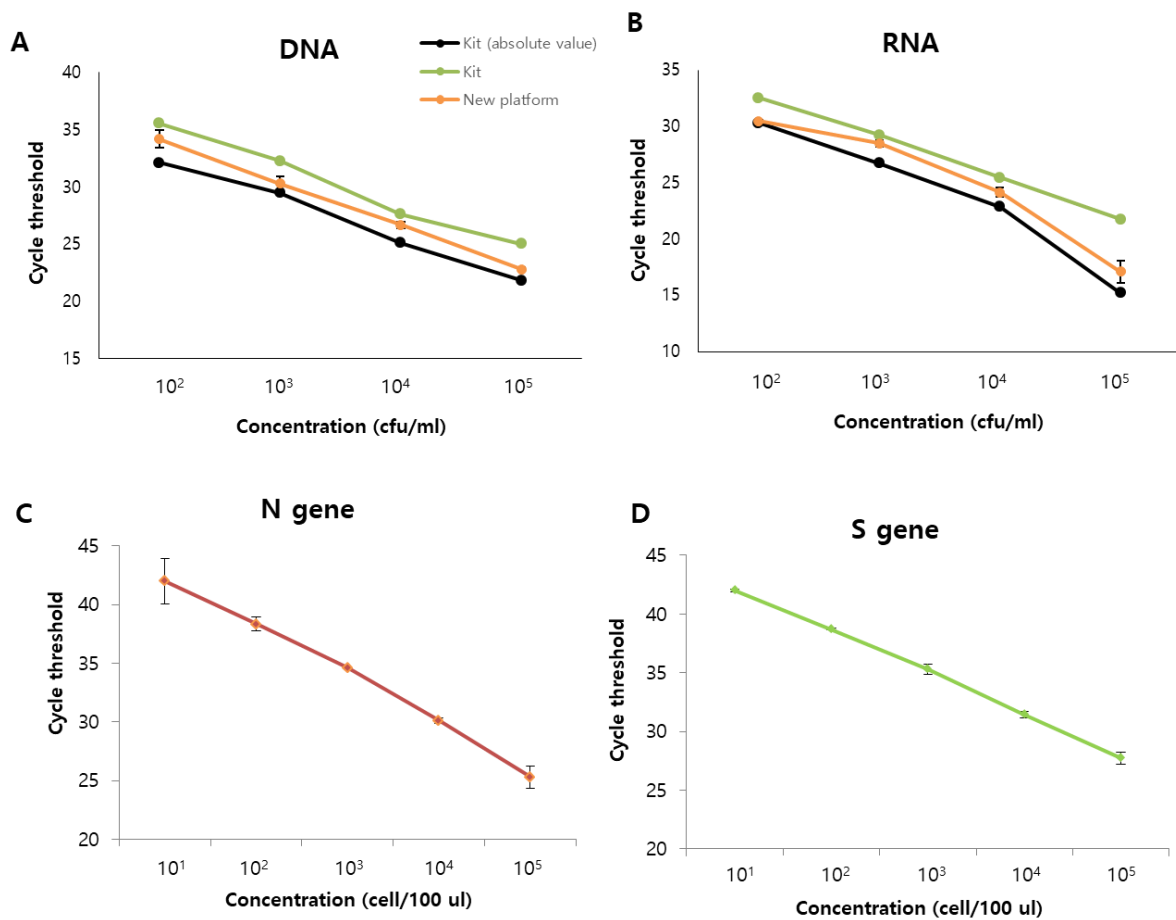 A
DNA
Kit (absolute value)
Kit
New platform
40
35
30
25
20
15
Cycle threshold
10²
10³
10⁴
10⁵
Concentration (cfu/ml)
B
RNA
35
30
25
20
15
10
Cycle threshold
10²
10³
10⁴
10⁵
Concentration (cfu/ml)
C
N gene
45
40
35
30
25
20
Cycle threshold
10¹
10²
10³
10⁴
10⁵
Concentration (cell/100 ul)
D
S gene
45
40
35
30
25
20
Cycle threshold
10¹
10²
10³
10⁴
10⁵
Concentration (cell/100 ul)